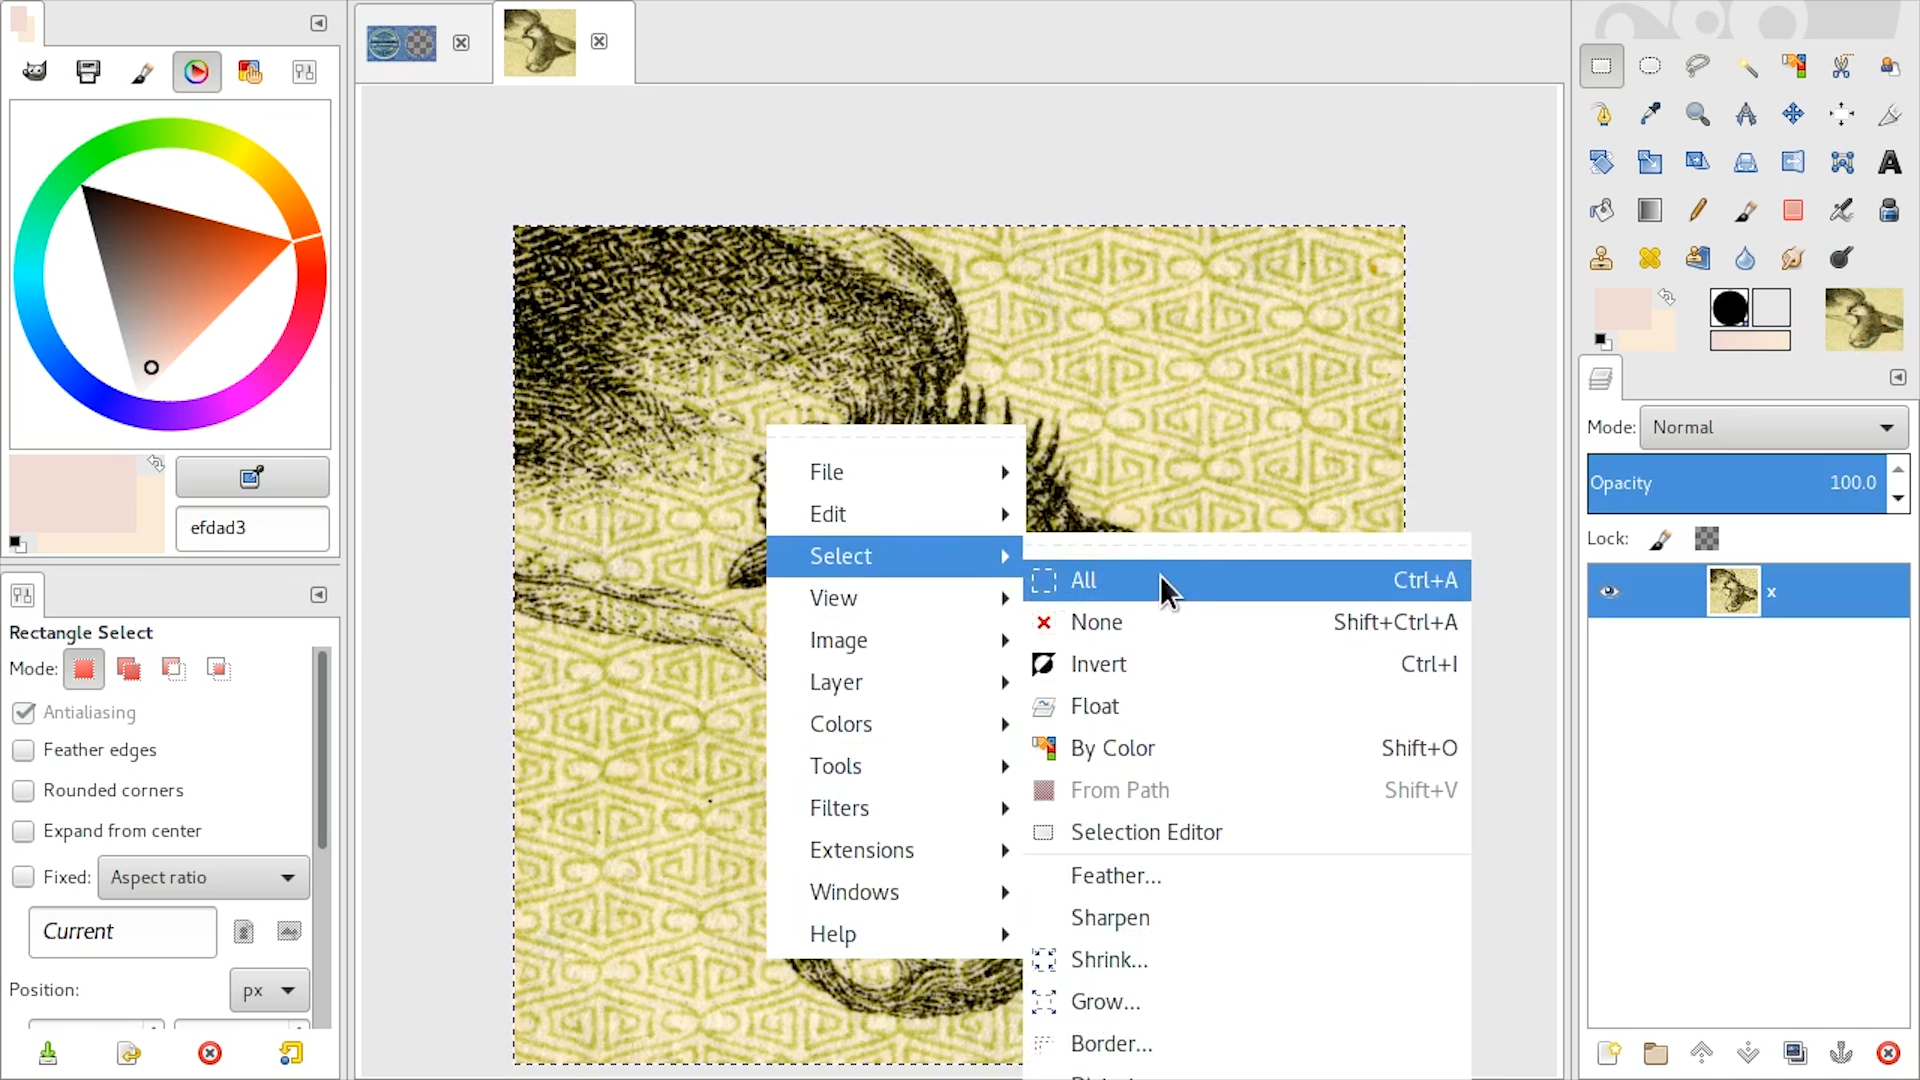 efdad3
Rectangle Select
Mode:
Antialiasing
Feather edges
Rounded corners
Expand from center
Fixed: Aspect ratio
Current
Position: px
File
Edit
Select
View
Image
Layer
Colors
Tools
Filters
Extensions
Windows
Help
All Ctrl+A
None Shift+Ctrl+A
Invert Ctrl+I
Float
By Color Shift+O
From Path Shift+V
Selection Editor
Feather...
Sharpen
Shrink...
Grow...
Border...
Mode: Normal
Opacity 100.0
Lock:
x